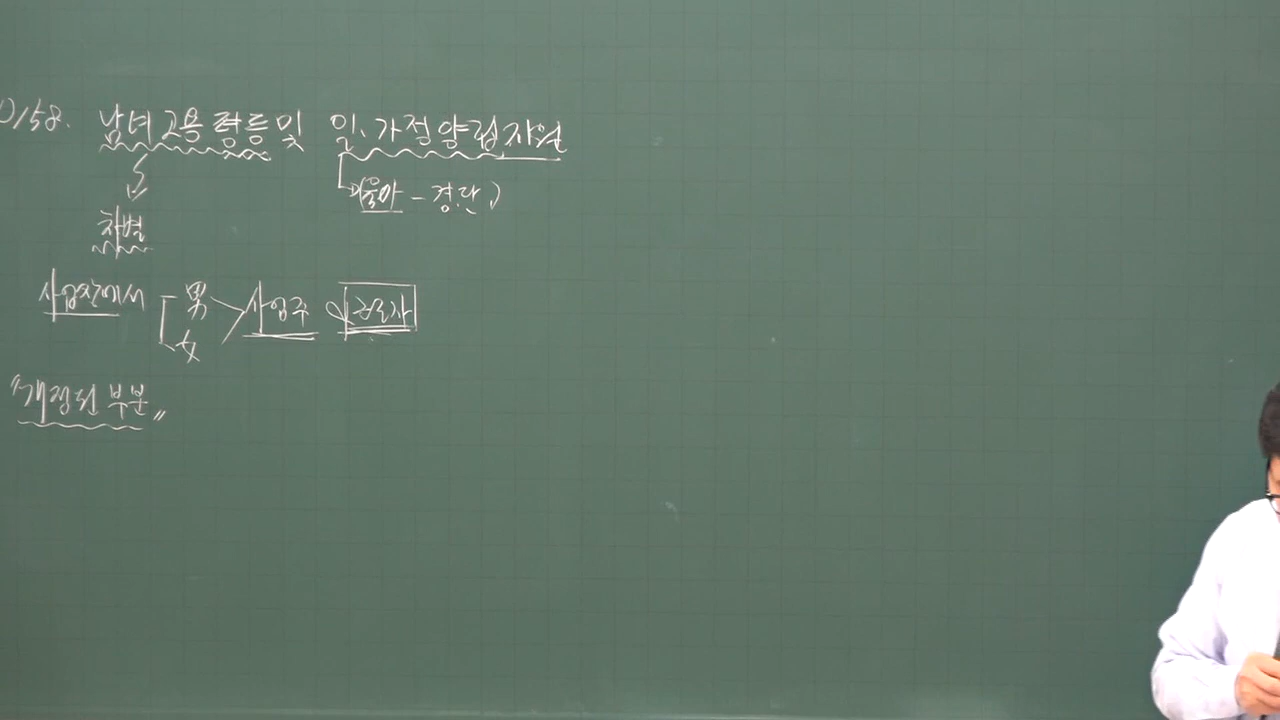 )158. 남녀고용평등 및 일、가정양립지원
(육아 - 경단)
차별
사업장에서 男 女 사업주 근로자
"개정된 부분"